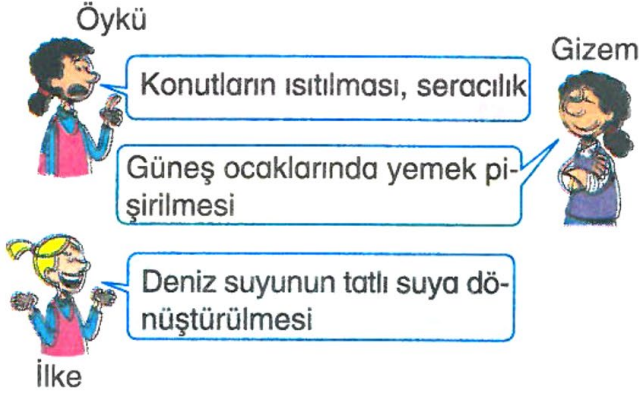 Öykü
Gizem
Konutların ısıtılması, seracılık
Güneş ocaklarında yemek pi-
şirilmesi
Deniz suyunun tatlı suya dö-
nüştürülmesi
İlke